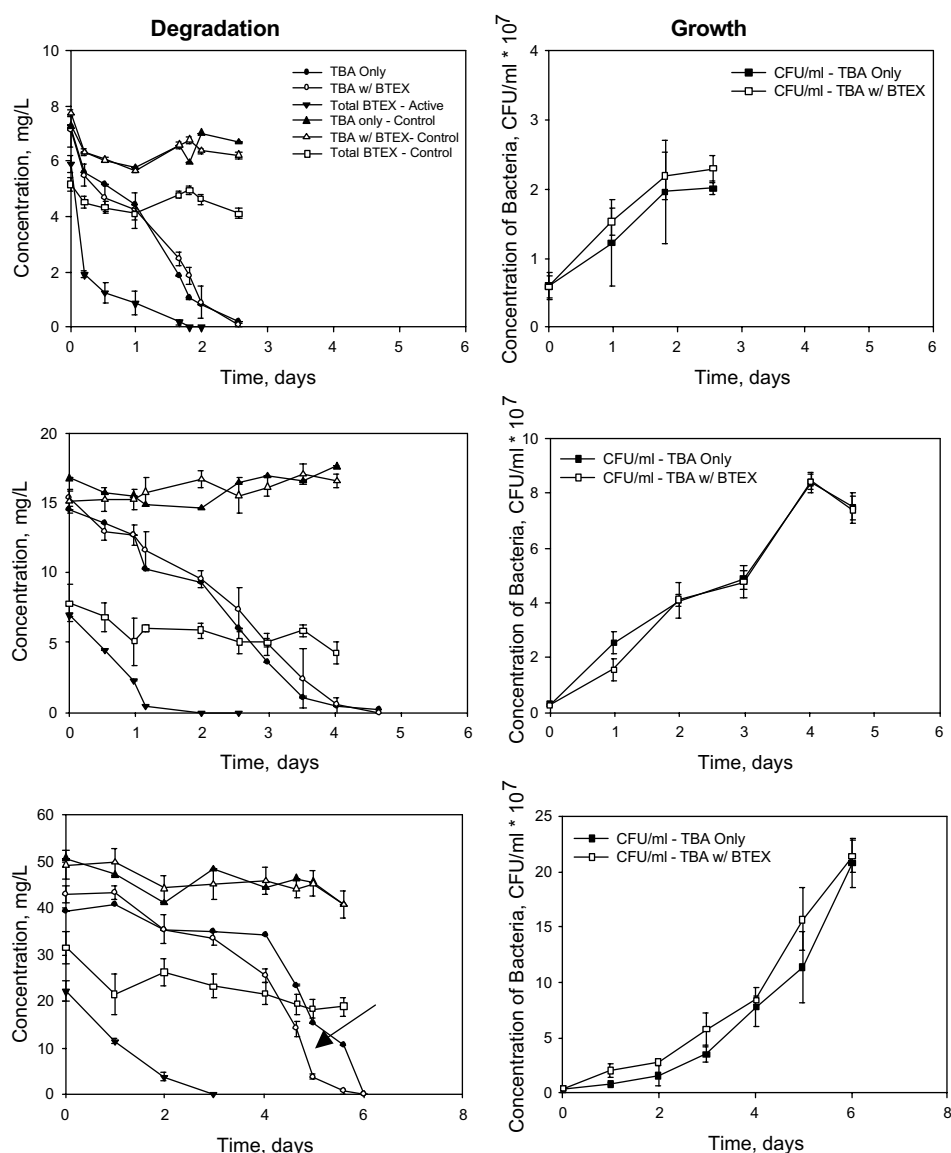 Degradation
Growth
10
8
6
4
2
0
Concentration, mg/L
TBA Only
TBA w/ BTEX
Total BTEX - Active
TBA only - Control
TBA w/ BTEX- Control
Total BTEX - Control
0 1 2 3 4 5 6
Time, days
4
3
2
1
0
Concentration of Bacteria, CFU/ml * 10^7
CFU/ml - TBA Only
CFU/ml - TBA w/ BTEX
0 1 2 3 4 5 6
Time, days
20
15
10
5
0
Concentration, mg/L
0 1 2 3 4 5 6
Time, days
10
8
6
4
2
0
Concentration of Bacteria, CFU/ml * 10^7
CFU/ml - TBA Only
CFU/ml - TBA w/ BTEX
0 1 2 3 4 5 6
Time, days
60
50
40
30
20
10
0
Concentration, mg/L
0 2 4 6 8
Time, days
25
20
15
10
5
0
Concentration of Bacteria, CFU/ml * 10^7
CFU/ml - TBA Only
CFU/ml - TBA w/ BTEX
0 2 4 6 8
Time, days